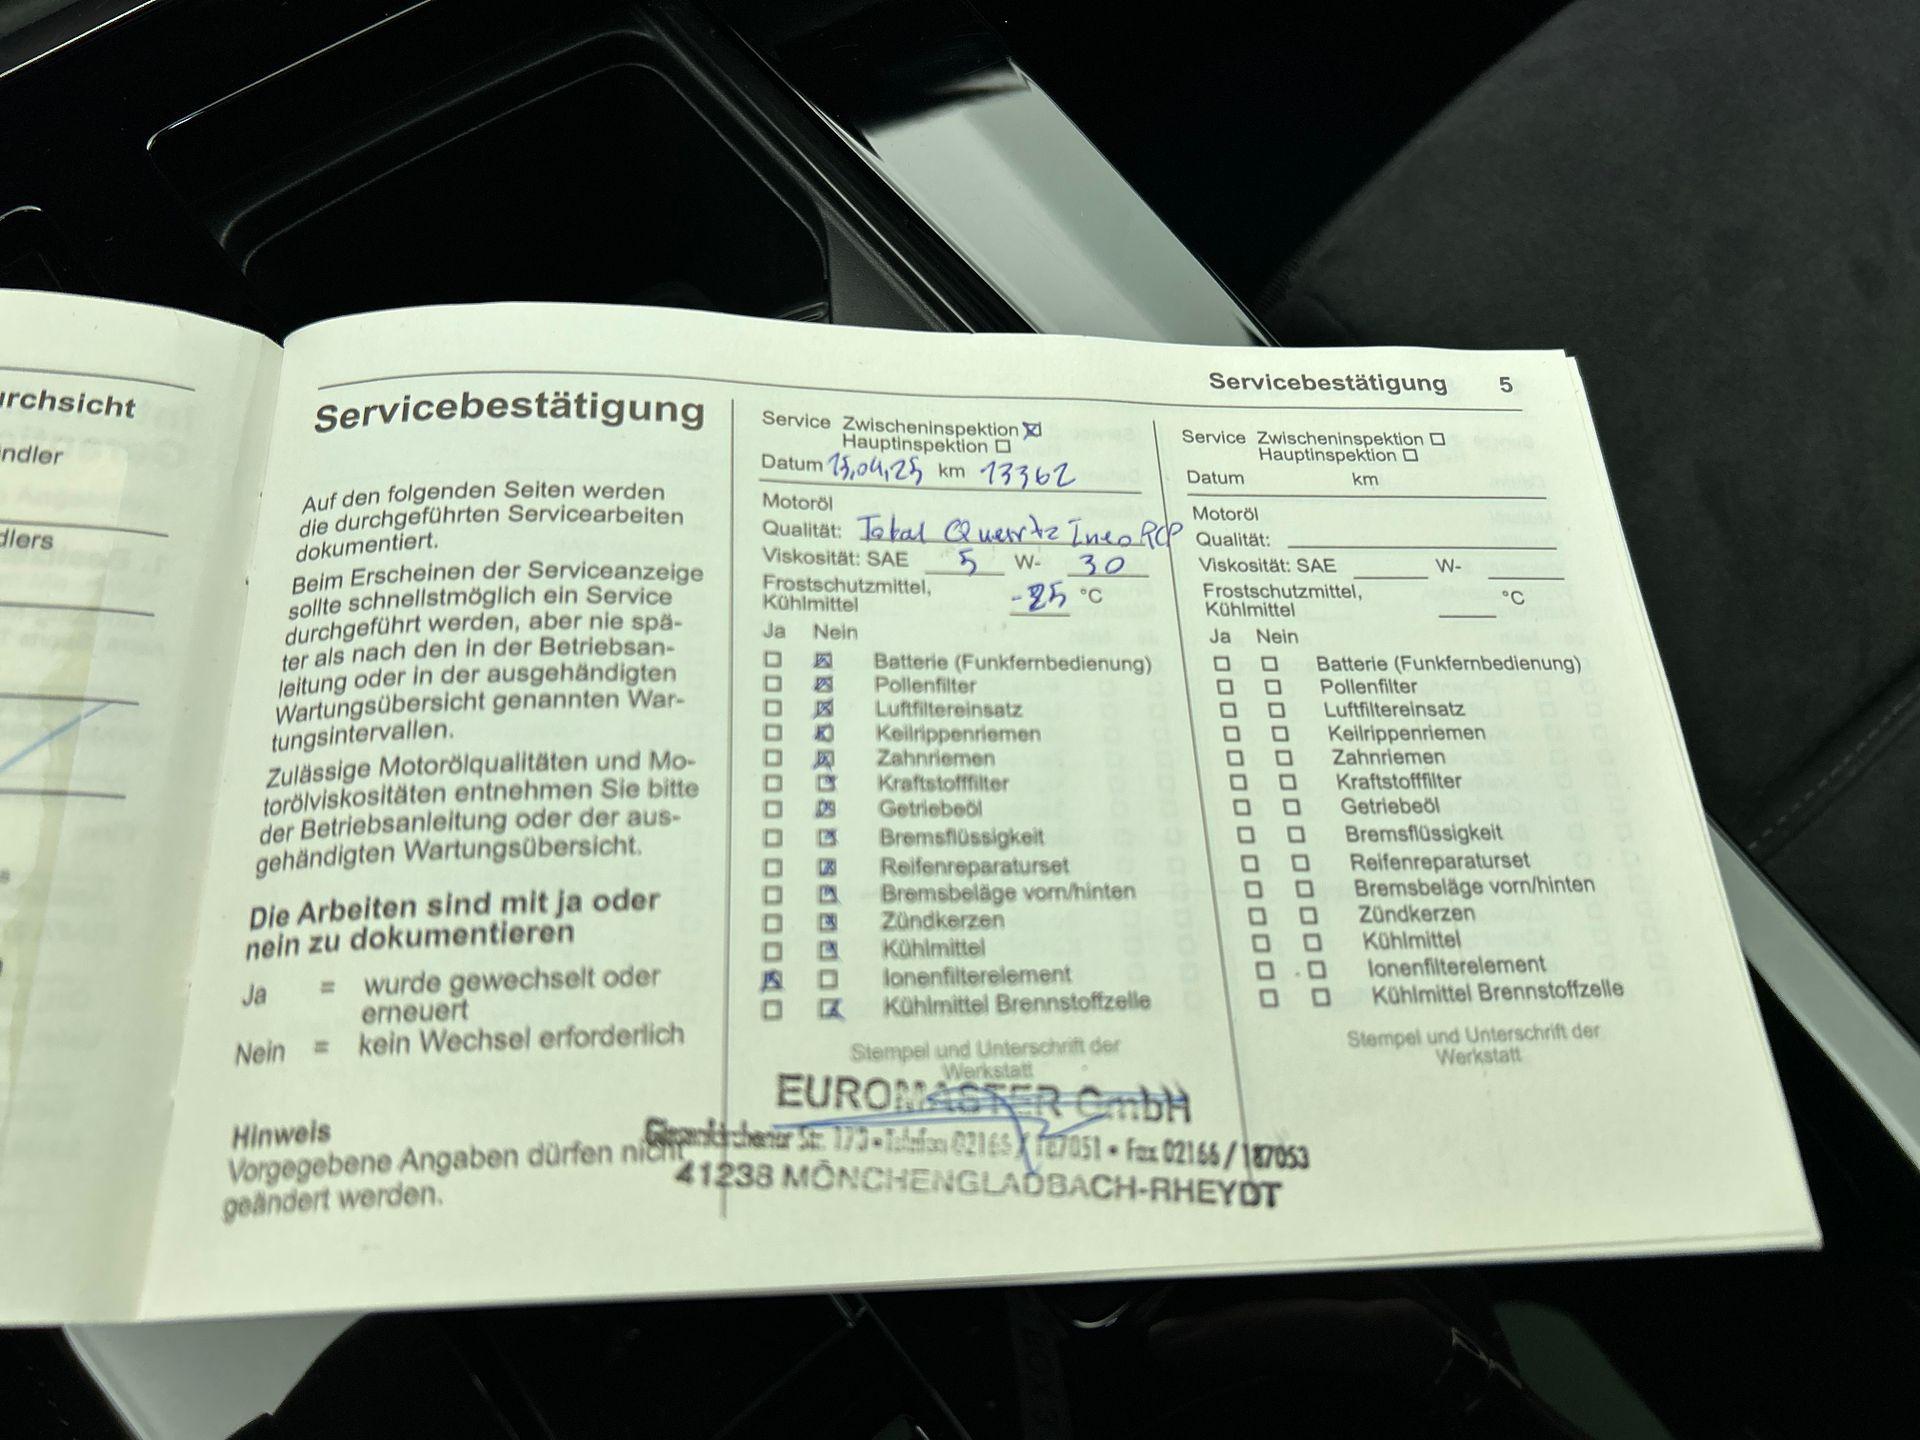 urchsicht
ndler
dlers
Servicebestätigung 5
Servicebestätigung
Auf den folgenden Seiten werden
die durchgeführten Servicearbeiten
dokumentiert.
Beim Erscheinen der Serviceanzeige
sollte schnellstmöglich ein Service
durchgeführt werden, aber nie spä-
ter als nach den in der Betriebsan-
leitung oder in der ausgehändigten
Wartungsübersicht genannten War-
tungsintervallen.
Zulässige Motorölqualitäten und Mo-
torölviskositäten entnehmen Sie bitte
der Betriebsanleitung oder der aus-
gehändigten Wartungsübersicht.
Die Arbeiten sind mit ja oder
nein zu dokumentieren
Ja = wurde gewechselt oder
erneuert
Nein = kein Wechsel erforderlich
Hinweis
Vorgegebene Angaben dürfen nicht
geändert werden.
Service Zwischeninspektion
Hauptinspektion
Datum 15.04.25 km 13362
Motoröl
Qualität: Total Quartz Ineo RCP
Viskosität: SAE 5 W- 30
Frostschutzmittel,
Kühlmittel -25 °C
Ja Nein
Batterie (Funkfernbedienung)
Pollenfilter
Luftfiltereinsatz
Keilrippenriemen
Zahnriemen
Kraftstofffilter
Getriebeöl
Bremsflüssigkeit
Reifenreparaturset
Bremsbeläge vorn/hinten
Zündkerzen
Kühlmittel
Ionenfilterelement
Kühlmittel Brennstoffzelle
Stempel und Unterschrift der
Werkstatt
EUROMASTER GmbH
Str. 170 • Telefon 02166 / 187051 • Fax 02166 / 187053
41238 MÖNCHENGLADBACH-RHEYDT
Service Zwischeninspektion
Hauptinspektion
Datum km
Motoröl
Qualität:
Viskosität: SAE W-
Frostschutzmittel,
Kühlmittel °C
Ja Nein
Batterie (Funkfernbedienung)
Pollenfilter
Luftfiltereinsatz
Keilrippenriemen
Zahnriemen
Kraftstofffilter
Getriebeöl
Bremsflüssigkeit
Reifenreparaturset
Bremsbeläge vorn/hinten
Zündkerzen
Kühlmittel
Ionenfilterelement
Kühlmittel Brennstoffzelle
Stempel und Unterschrift der
Werkstatt